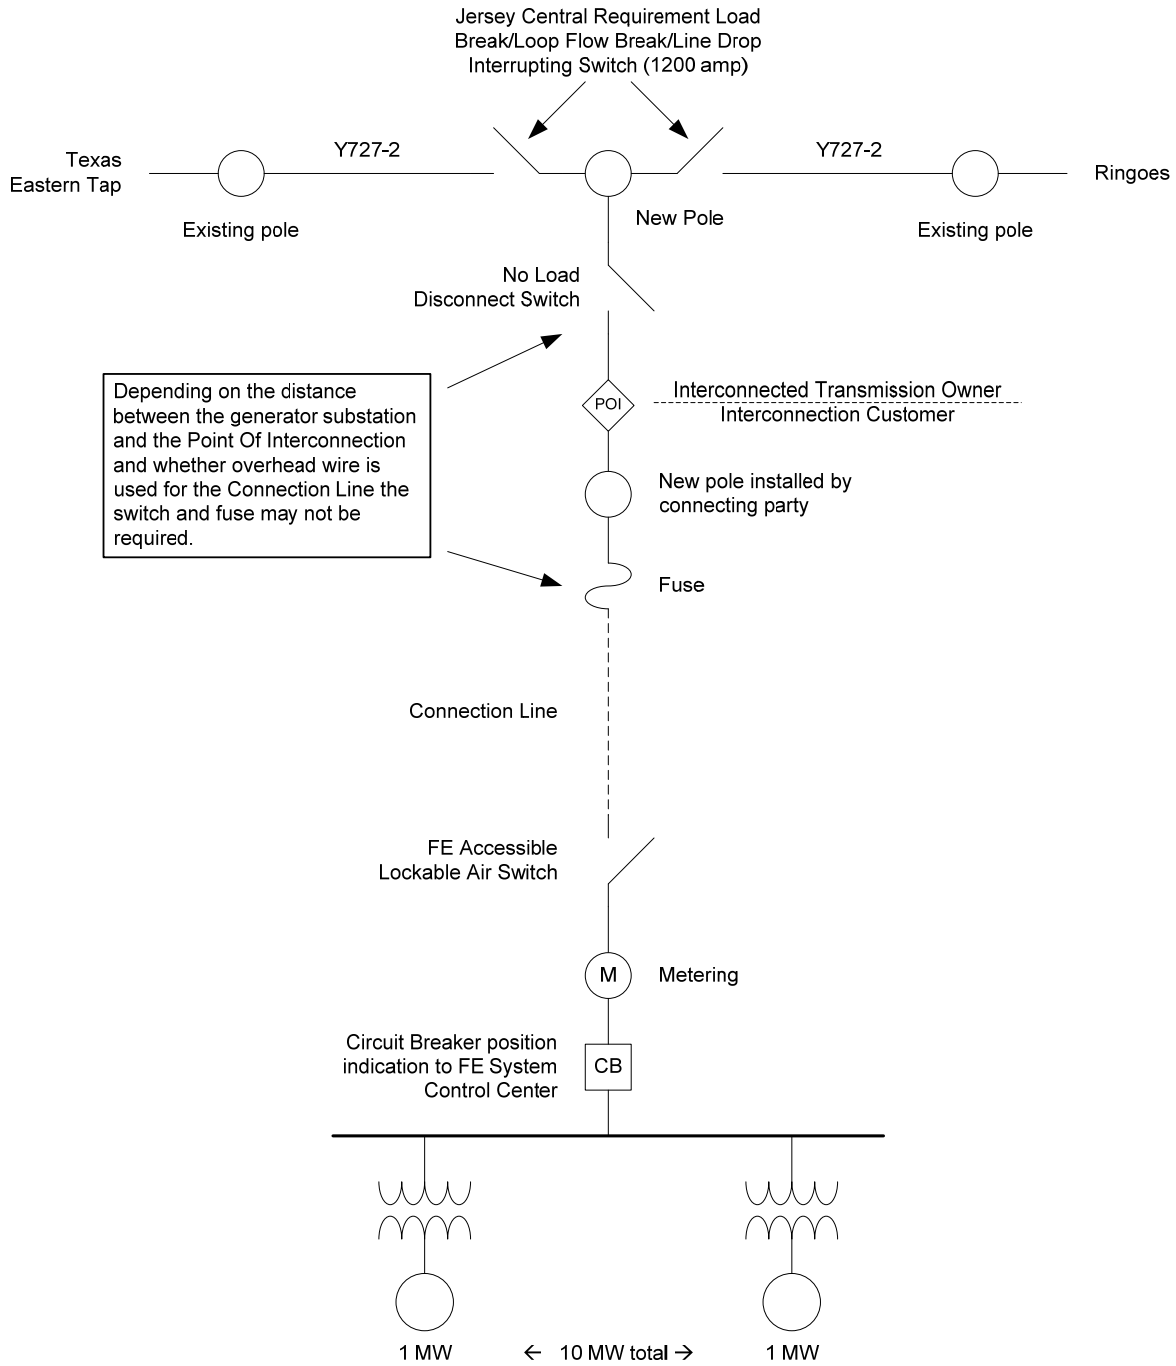 Jersey Central Requirement Load
Break/Loop Flow Break/Line Drop
Interrupting Switch (1200 amp)
Texas
Eastern Tap
Y727-2
Y727-2
Ringoes
Existing pole
New Pole
Existing pole
No Load
Disconnect Switch
Depending on the distance
between the generator substation
and the Point Of Interconnection
and whether overhead wire is
used for the Connection Line the
switch and fuse may not be
required.
POI
Interconnected Transmission Owner
Interconnection Customer
New pole installed by
connecting party
Fuse
Connection Line
FE Accessible
Lockable Air Switch
M
Metering
Circuit Breaker position
indication to FE System
Control Center
CB
1 MW
← 10 MW total →
1 MW